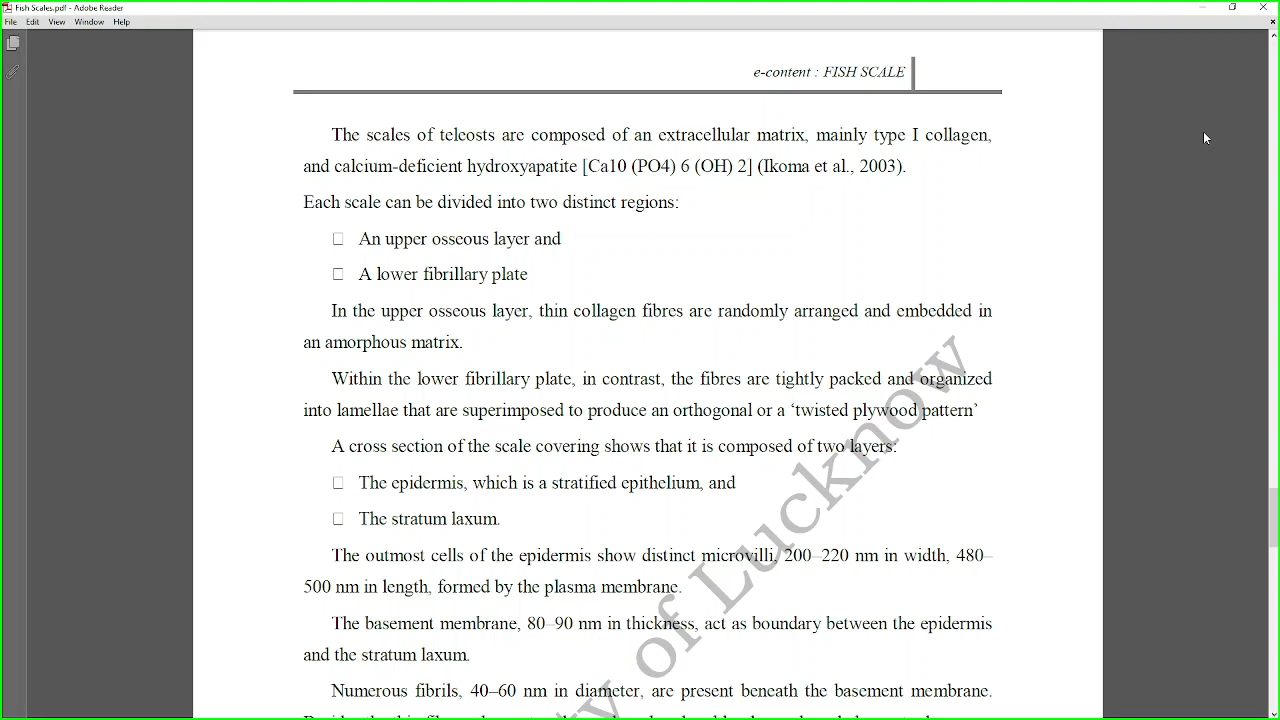 Fish Scales.pdf - Adobe Reader
File Edit View Window Help
e-content : FISH SCALE
The scales of teleosts are composed of an extracellular matrix, mainly type I collagen,
and calcium-deficient hydroxyapatite [Ca10 (PO4) 6 (OH) 2] (Ikoma et al., 2003).
Each scale can be divided into two distinct regions:
An upper osseous layer and
A lower fibrillary plate
In the upper osseous layer, thin collagen fibres are randomly arranged and embedded in
an amorphous matrix.
Within the lower fibrillary plate, in contrast, the fibres are tightly packed and organized
into lamellae that are superimposed to produce an orthogonal or a ‘twisted plywood pattern’
A cross section of the scale covering shows that it is composed of two layers:
The epidermis, which is a stratified epithelium, and
The stratum laxum.
The outmost cells of the epidermis show distinct microvilli, 200–220 nm in width, 480–
500 nm in length, formed by the plasma membrane.
The basement membrane, 80–90 nm in thickness, act as boundary between the epidermis
and the stratum laxum.
Numerous fibrils, 40–60 nm in diameter, are present beneath the basement membrane.
of Lucknow